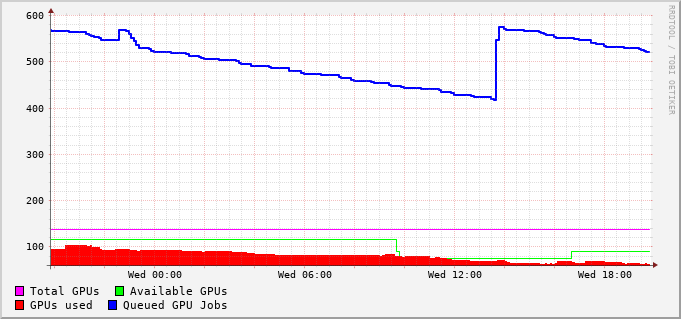 600
500
400
300
200
100
Wed 00:00 Wed 06:00 Wed 12:00 Wed 18:00
Total GPUs Available GPUs
GPUs used Queued GPU Jobs
RRDTOOL / TOBI OETIKER